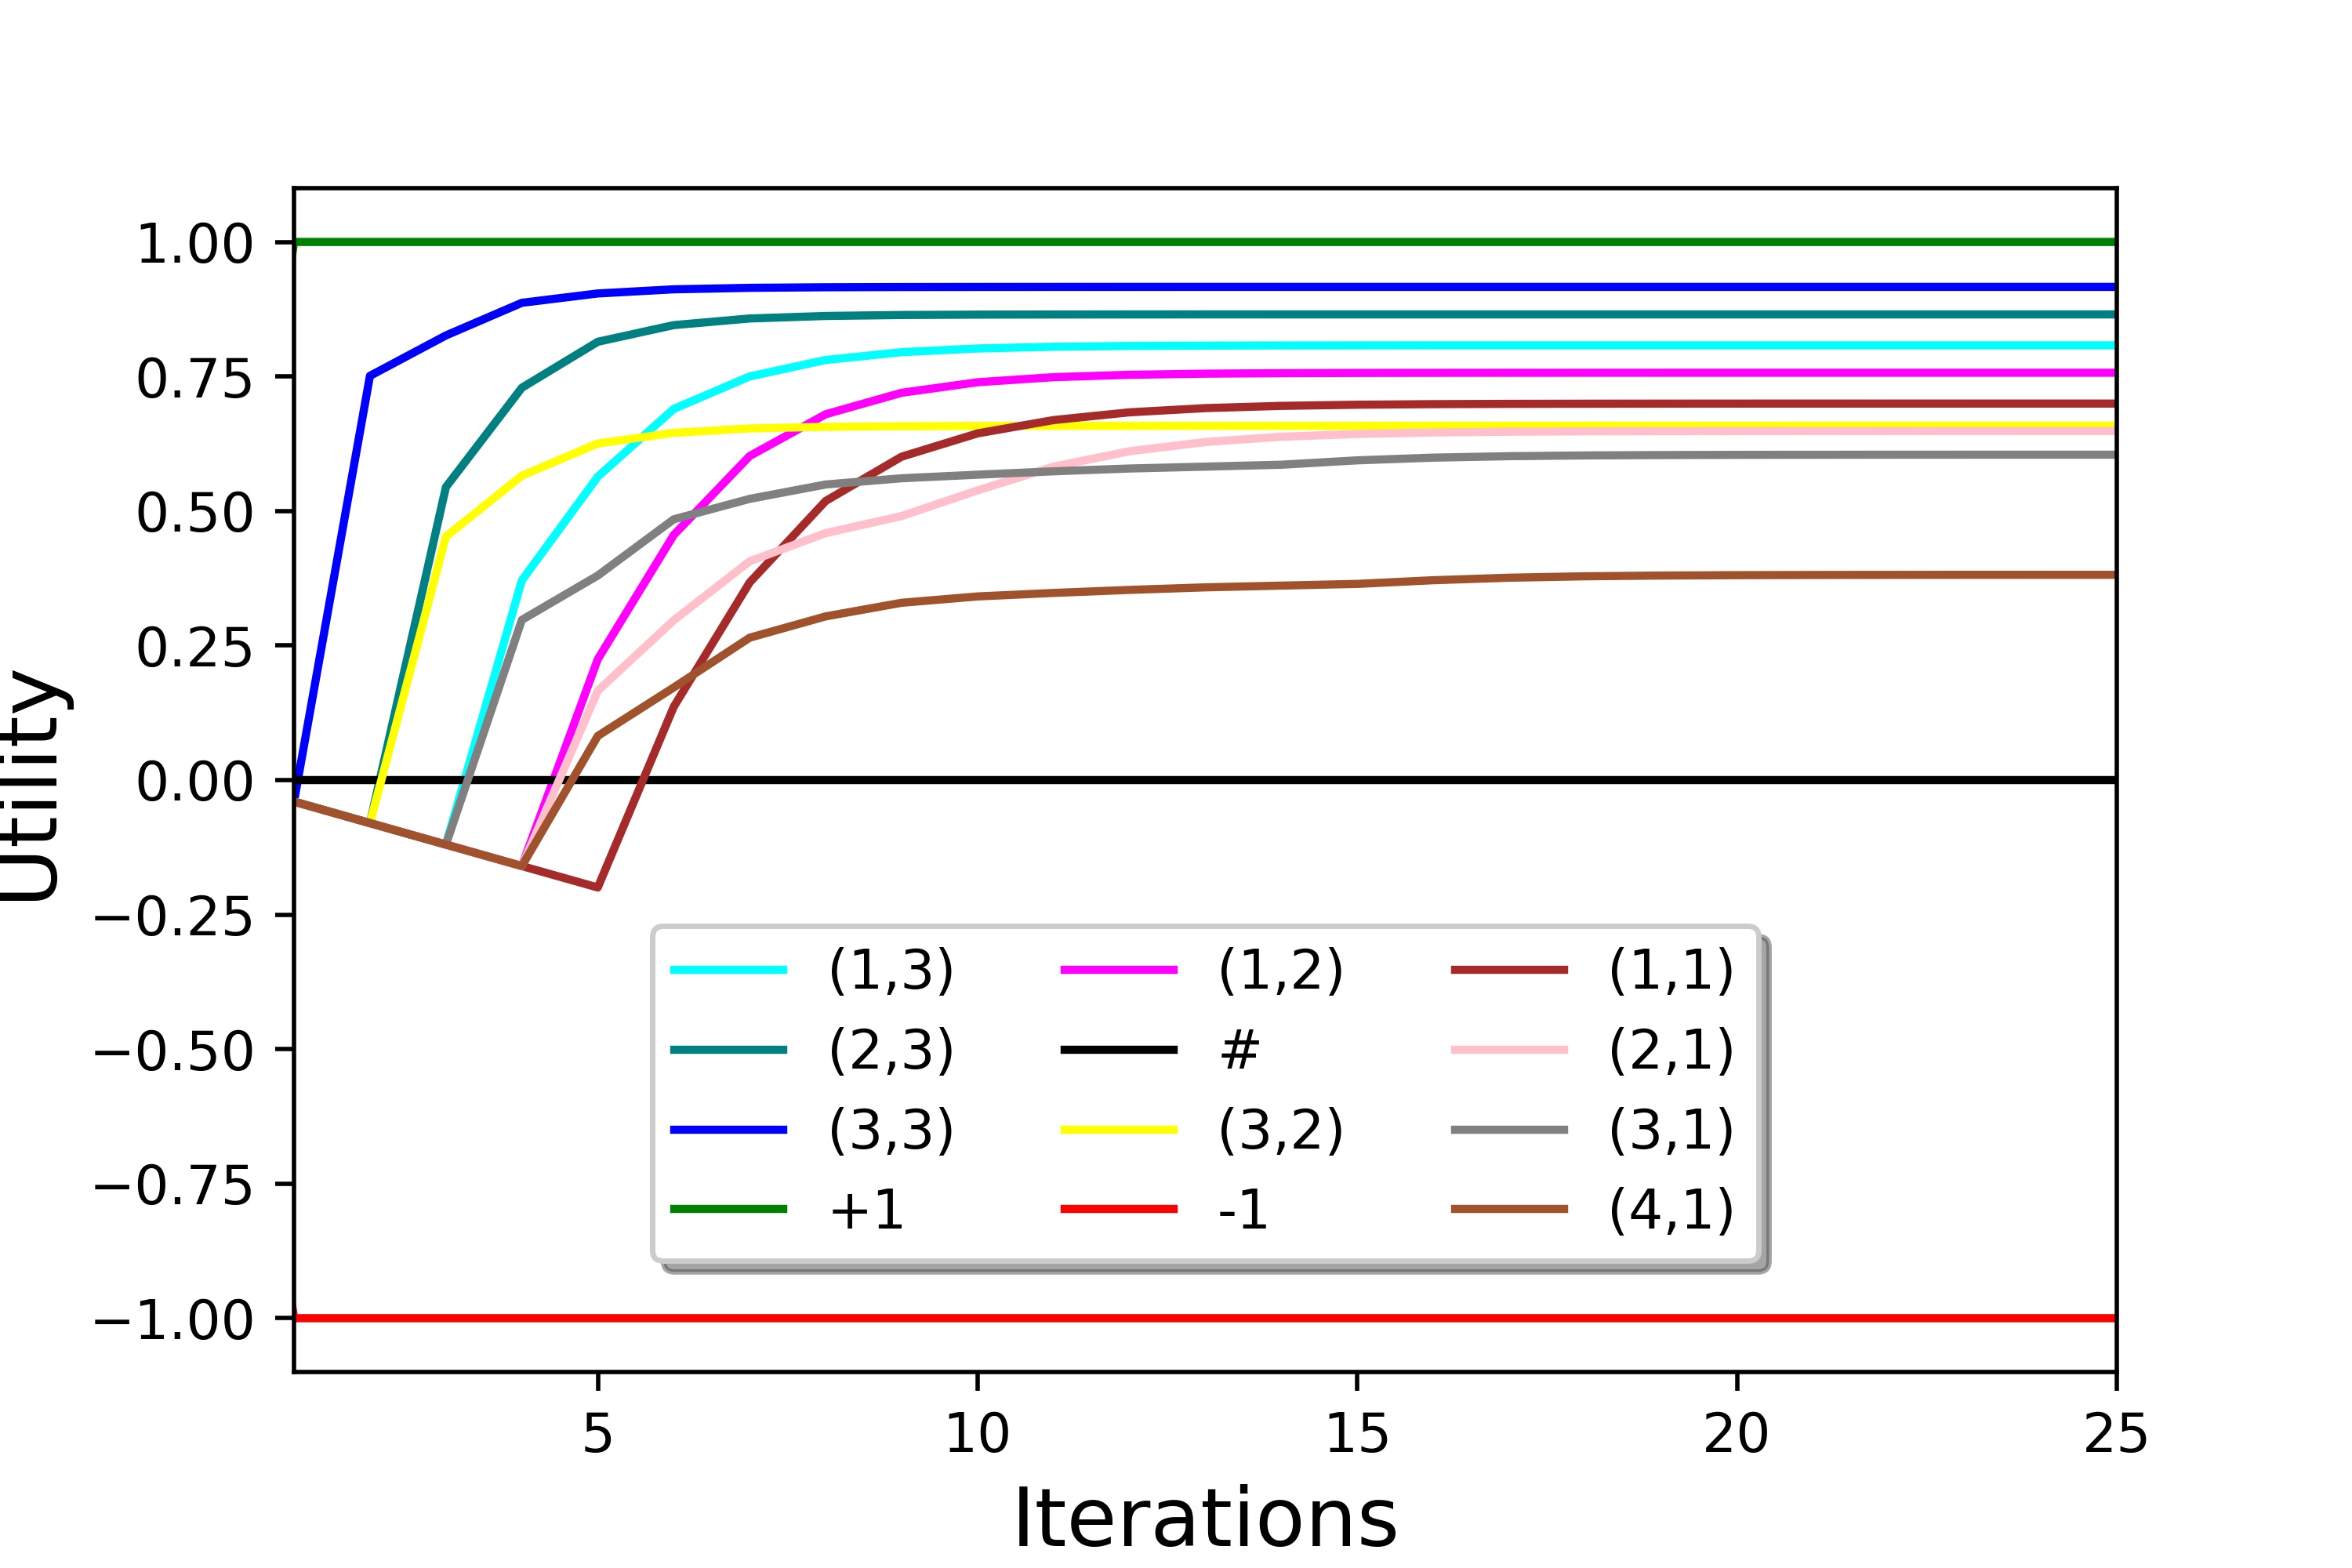 Utility
1.00
0.75
0.50
0.25
0.00
−0.25
−0.50
−0.75
−1.00
(1,3) (1,2) (1,1)
(2,3) # (2,1)
(3,3) (3,2) (3,1)
+1 -1 (4,1)
5 10 15 20 25
Iterations